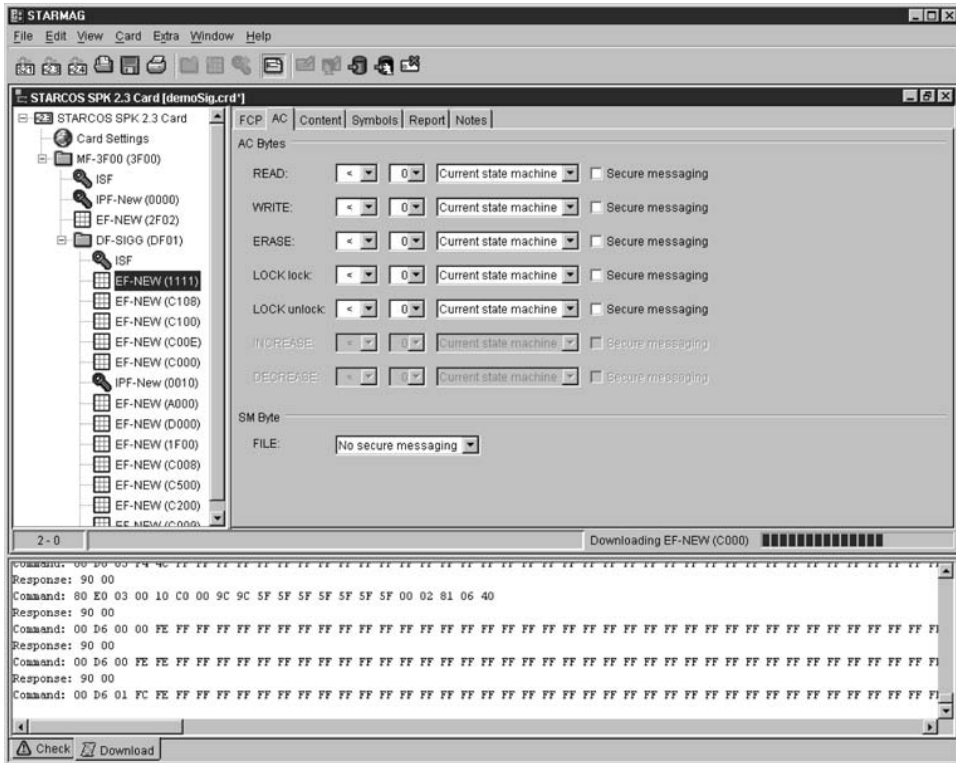 STARMAG
File Edit View Card Extra Window Help
STARCOS SPK 2.3 Card [demoSig.crd*]
STARCOS SPK 2.3 Card
Card Settings
MF-3F00 (3F00)
ISF
IPF-New (0000)
EF-NEW (2F02)
DF-SIGG (DF01)
ISF
EF-NEW (1111)
EF-NEW (C108)
EF-NEW (C100)
EF-NEW (C00E)
EF-NEW (C000)
IPF-New (0010)
EF-NEW (A000)
EF-NEW (D000)
EF-NEW (1F00)
EF-NEW (C008)
EF-NEW (C500)
EF-NEW (C200)
EF-NEW (C009)
FCP AC Content Symbols Report Notes
AC Bytes
READ: < 0 Current state machine Secure messaging
WRITE: < 0 Current state machine Secure messaging
ERASE: < 0 Current state machine Secure messaging
LOCK lock: < 0 Current state machine Secure messaging
LOCK unlock: < 0 Current state machine Secure messaging
INCREASE: < 0 Current state machine Secure messaging
DECREASE: < 0 Current state machine Secure messaging
SM Byte
FILE: No secure messaging
2 - 0 Downloading EF-NEW (C000)
Command: 00 D6 03 F4 4C FF FF FF FF FF FF FF FF FF FF FF FF FF FF FF FF FF FF FF FF FF FF FF FF FF FF FF FF FF
Response: 90 00
Command: 80 E0 03 00 10 C0 00 9C 9C 5F 5F 5F 5F 5F 5F 5F 00 02 81 06 40
Response: 90 00
Command: 00 D6 00 00 FE FF FF FF FF FF FF FF FF FF FF FF FF FF FF FF FF FF FF FF FF FF FF FF FF FF FF FF FF FF
Response: 90 00
Command: 00 D6 00 FE FE FF FF FF FF FF FF FF FF FF FF FF FF FF FF FF FF FF FF FF FF FF FF FF FF FF FF FF FF FF
Response: 90 00
Command: 00 D6 01 FC FE FF FF FF FF FF FF FF FF FF FF FF FF FF FF FF FF FF FF FF FF FF FF FF FF FF FF FF FF FF
Check Download